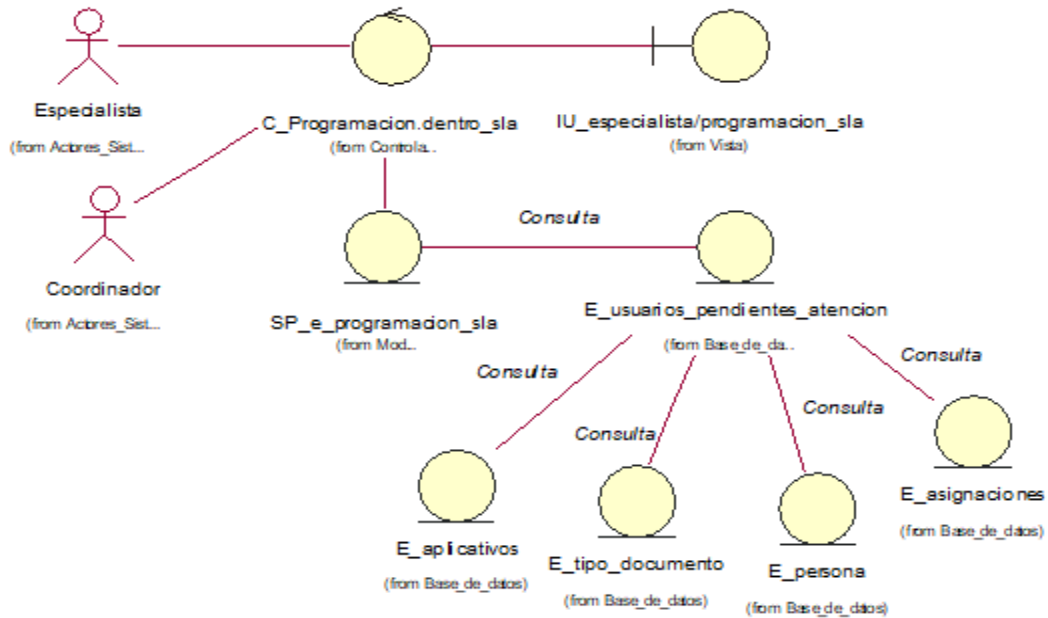 Especialista
(from Actores_Sist...
C_Programacion.dentro_sla
(from Controla..
IU_especialista/programacion_sla
(from Vista)
Coordinador
(from Actores_Sist...
SP_e_programacion_sla
(from Mod...
Consulta
E_usuarios_pendientes_atencion
(from Base_de_da..
Consulta
Consulta
Consulta
Consulta
E_aplicativos
(from Base_de_datos)
E_tipo_documento
(from Base_de_datos)
E_persona
(from Base_de_datos)
E_asignaciones
(from Base_de_datos)